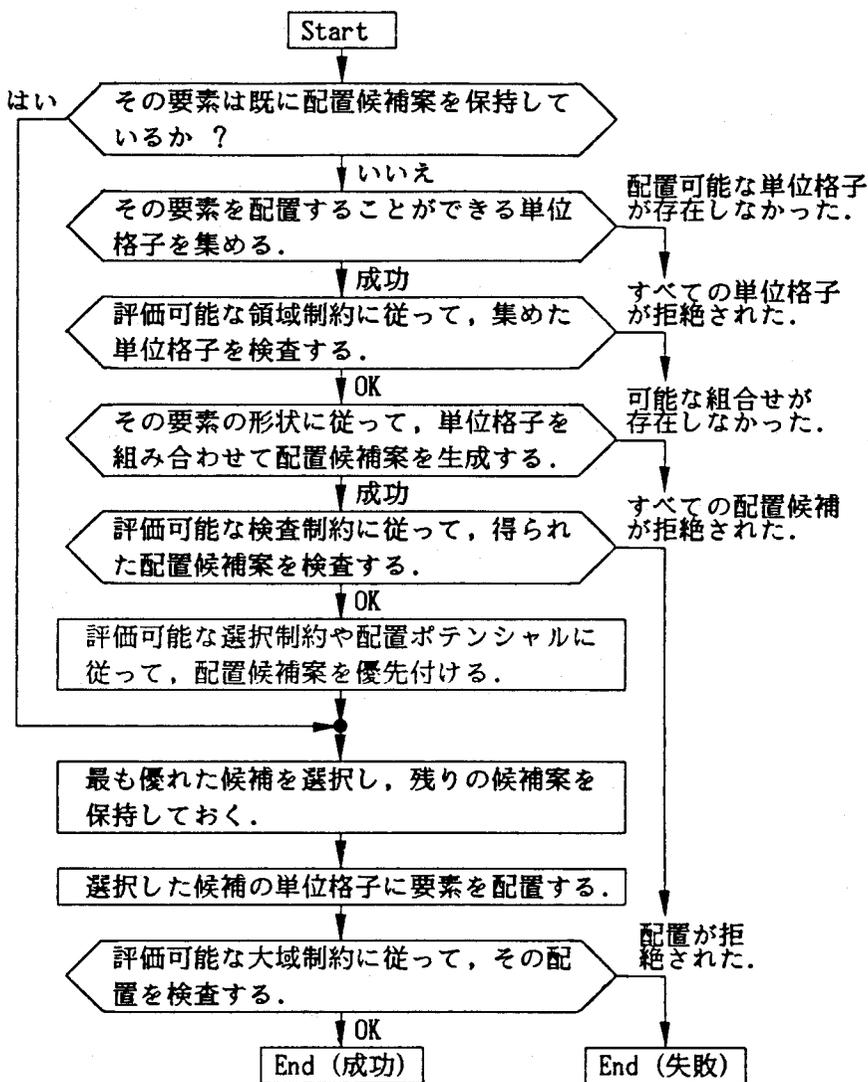 Start
はい
その要素は既に配置候補案を保持して
いるか ?
いいえ
その要素を配置することができる単位
格子を集める.
配置可能な単位格子
が存在しなかった.
成功
評価可能な領域制約に従って, 集めた
単位格子を検査する.
すべての単位格子
が拒絶された.
OK
その要素の形状に従って, 単位格子を
組み合わせて配置候補案を生成する.
可能な組合せが
存在しなかった.
成功
評価可能な検査制約に従って, 得られ
た配置候補案を検査する.
すべての配置候補
が拒絶された.
OK
評価可能な選択制約や配置ポテンシャルに
従って, 配置候補案を優先付ける.
最も優れた候補を選択し, 残りの候補案を
保持しておく.
選択した候補の単位格子に要素を配置する.
評価可能な大域制約に従って, その配
置を検査する.
配置が拒
絶された.
OK
End (成功)
End (失敗)